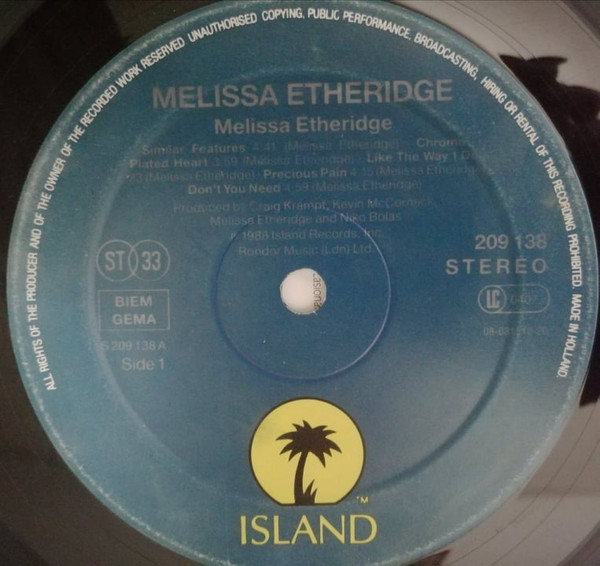 ALL RIGHTS OF THE PRODUCER AND OF THE OWNER OF THE RECORDED WORK RESERVED UNAUTHORISED COPYING, PUBLIC PERFORMANCE, BROADCASTING, HIRING OR RENTAL OF THIS RECORDING PROHIBITED. MADE IN HOLLAND.
MELISSA ETHERIDGE
Melissa Etheridge
Similar Features 4:41 (Melissa Etheridge) · Chrome
Plated Heart 3:59 (Melissa Etheridge) · Like The Way I Do
(Melissa Etheridge) · Precious Pain 4:15 (Melissa Etheridge)
Don't You Need 4:59 (Melissa Etheridge)
Produced by Craig Krampf, Kevin McCormick,
Melissa Etheridge and Niko Bolas
1988 Island Records, Inc.
Rondor Music (Ldn) Ltd.
ST 33
209 138
STEREO
BIEM
GEMA
LC 0407
S 209 138 A
Side 1
TM
ISLAND